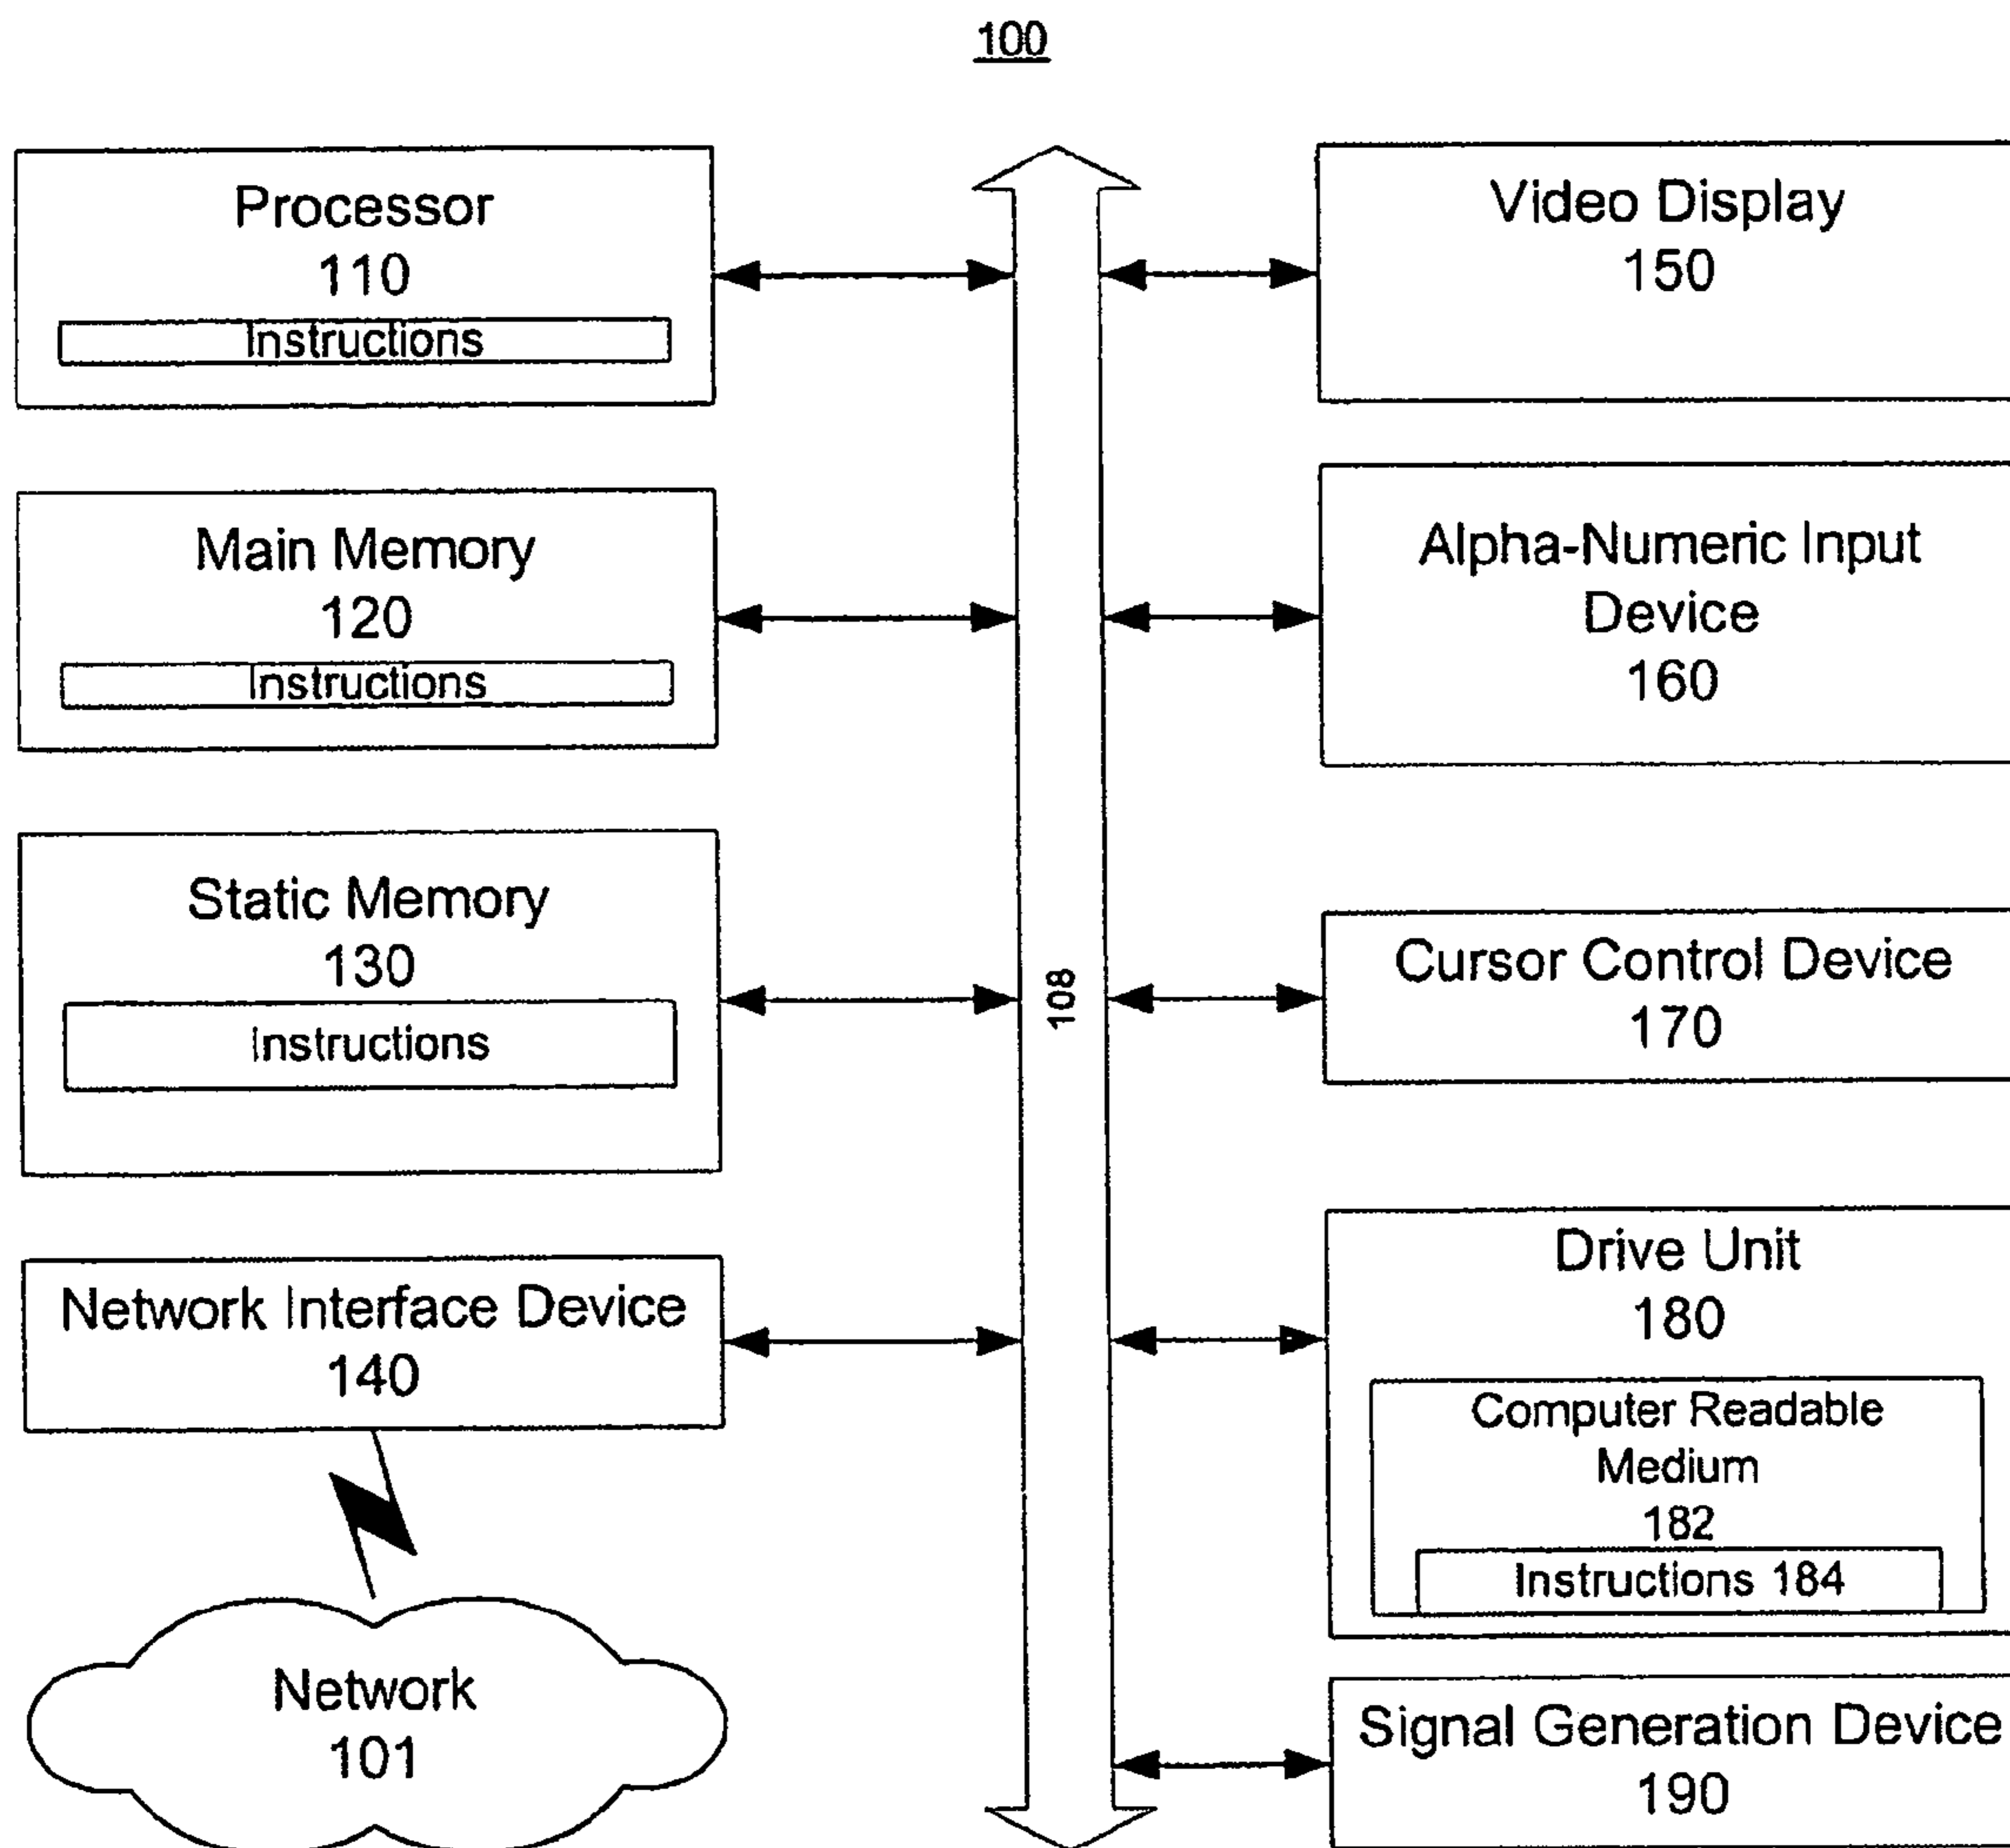 100
Processor
110
Instructions
Main Memory
120
Instructions
Static Memory
130
Instructions
Network Interface Device
140
Network
101
108
Video Display
150
Alpha-Numeric Input
Device
160
Cursor Control Device
170
Drive Unit
180
Computer Readable
Medium
182
Instructions 184
Signal Generation Device
190